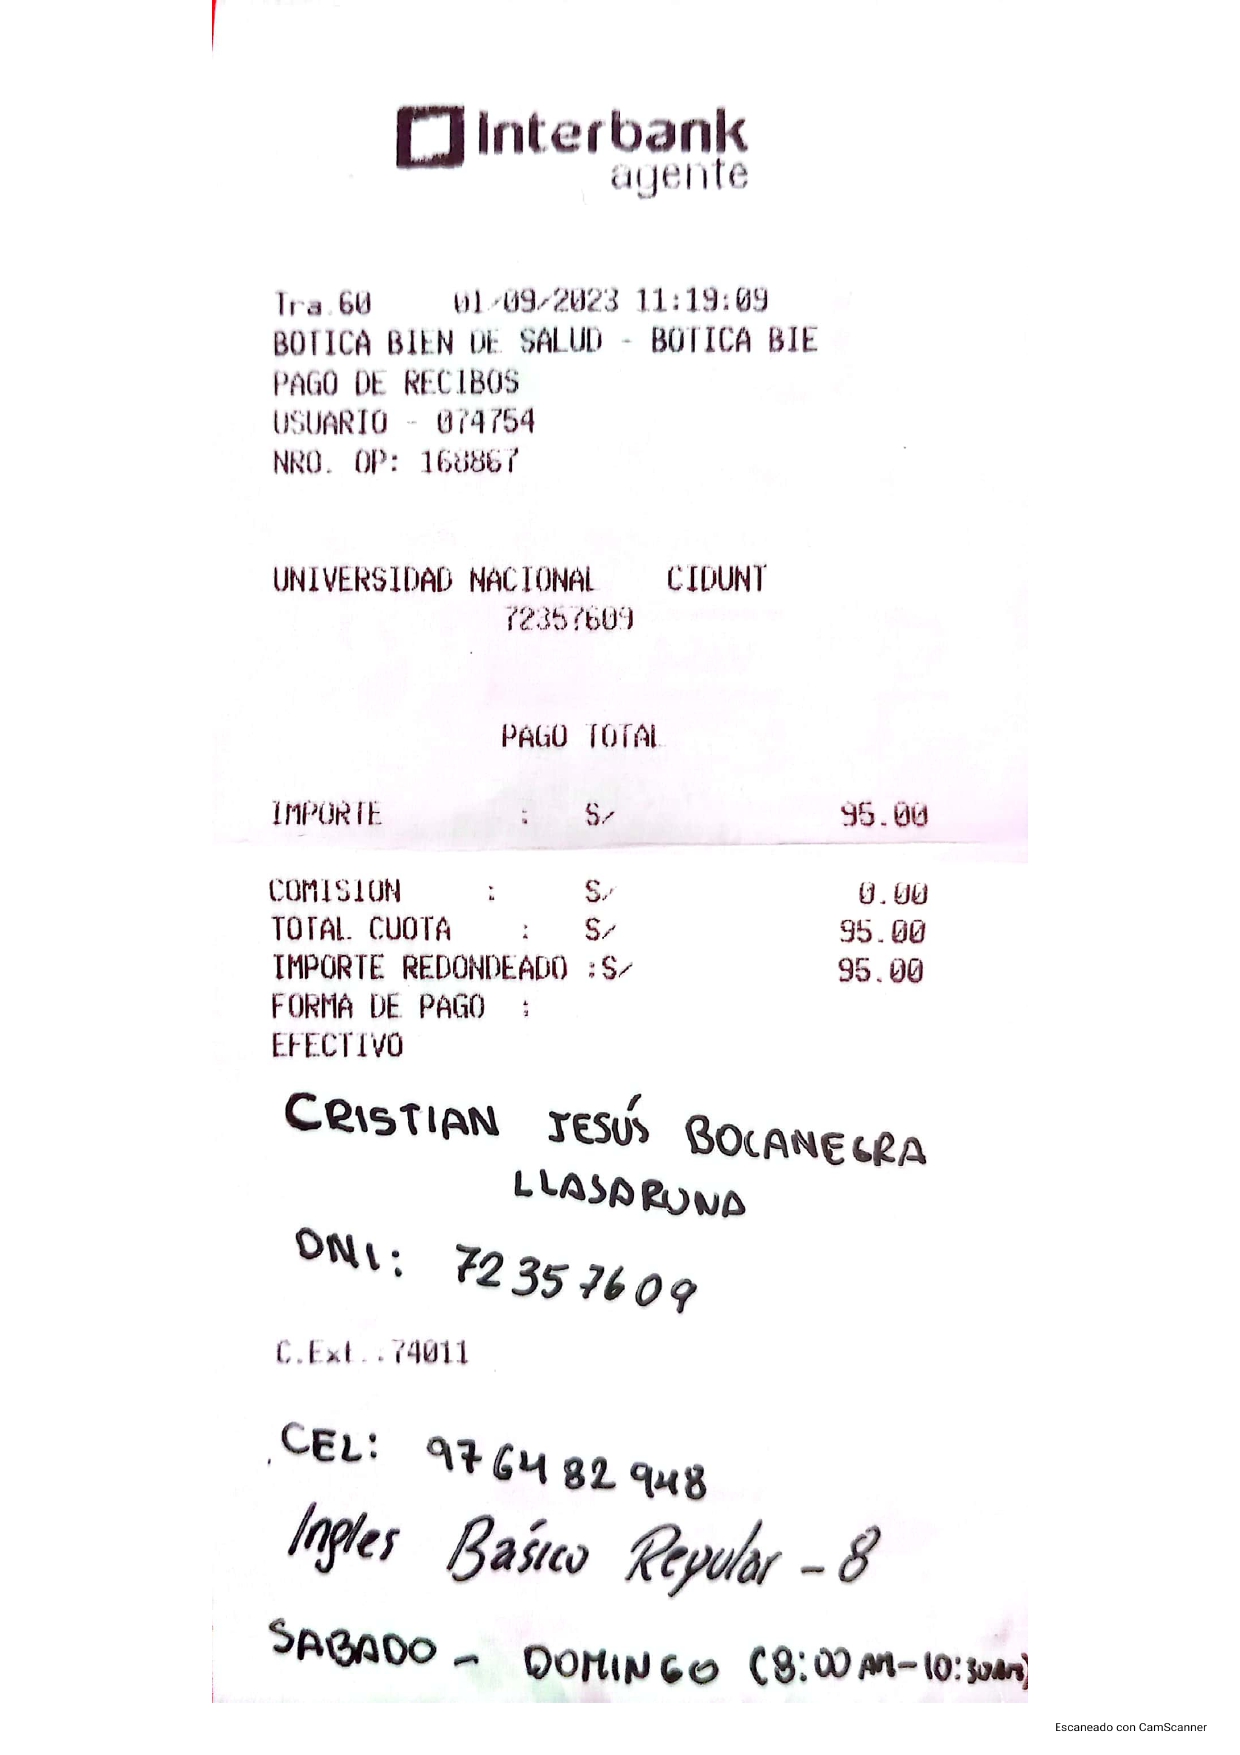 Interbank
agente
Tra.60 01/09/2023 11:19:09
BOTICA BIEN DE SALUD - BOTICA BIE
PAGO DE RECIBOS
USUARIO - 074754
NRO. OP: 168867
UNIVERSIDAD NACIONAL CIDUNT
72357609
PAGO TOTAL
IMPORTE : S/ 95.00
COMISION : S/ 0.00
TOTAL CUOTA : S/ 95.00
IMPORTE REDONDEADO :S/ 95.00
FORMA DE PAGO :
EFECTIVO
CRISTIAN JESÚS BOCANEGRA
LLASARUNA
DNI: 72357609
C.Ext.:74011
CEL: 976482948
Ingles Básico Regular - 8
SABADO - DOMINGO (8:00 AM-10:30AM)
Escaneado con CamScanner